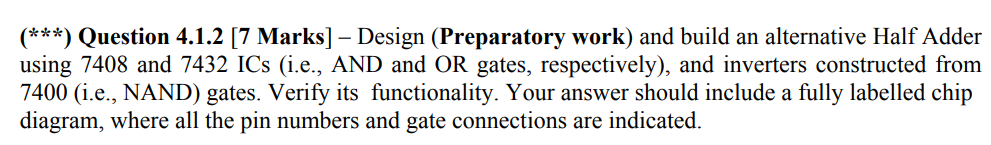 (***) Question 4.1.2 [7 Marks] – Design (Preparatory work) and build an alternative Half Adder
using 7408 and 7432 ICs (i.e., AND and OR gates, respectively), and inverters constructed from
7400 (i.e., NAND) gates. Verify its  functionality. Your answer should include a fully labelled chip
diagram, where all the pin numbers and gate connections are indicated.